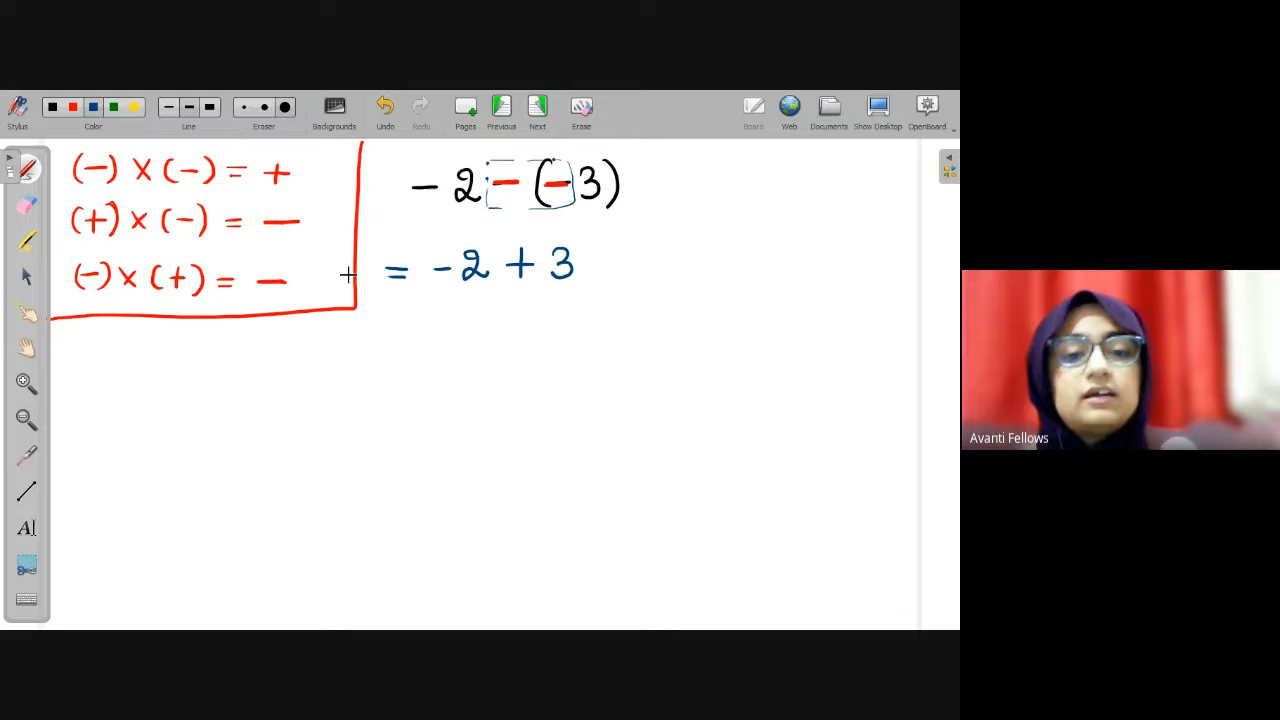 Stylus
Color
Line
Eraser
Backgrounds
Undo
Redo
Pages
Previous
Next
Erase
Board
Web
Documents
Show Desktop
OpenBoard
(−) × (−) = +
(+) × (−) = −
(−) × (+) = −
− 2 − (−3)
= −2 + 3
A
Avanti Fellows